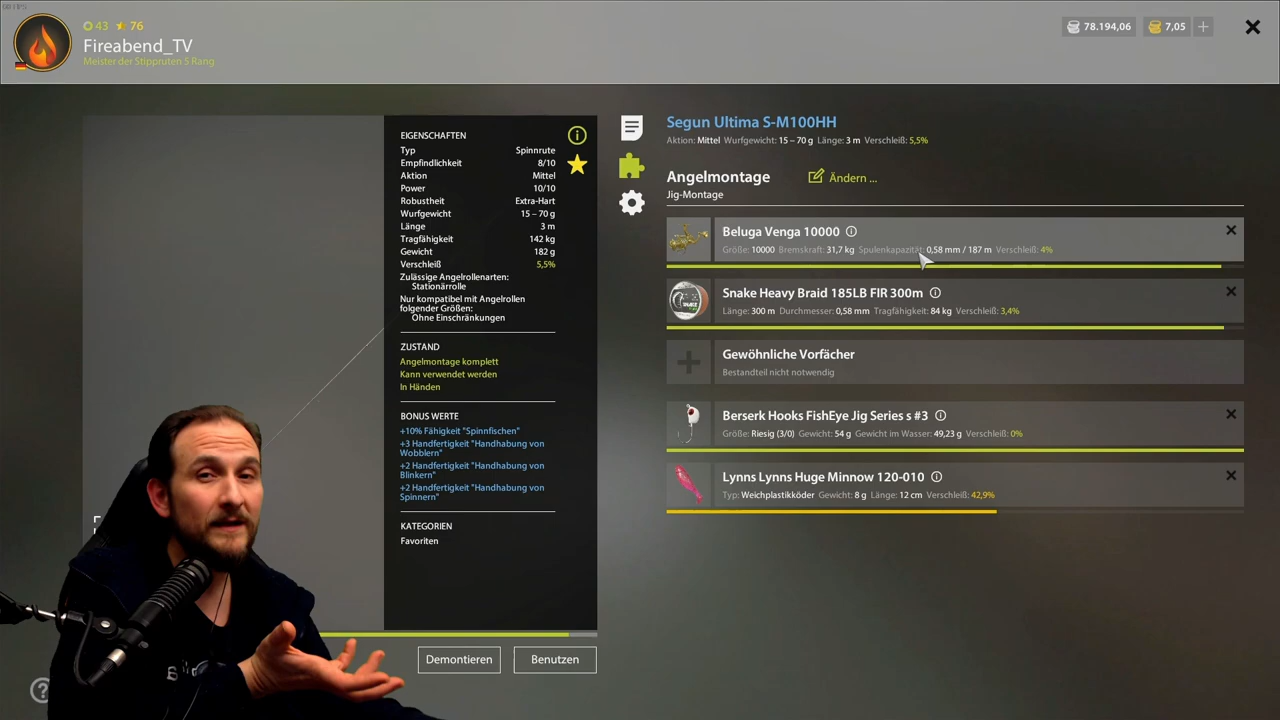 43 76
Fireabend_TV
Meister der Stippruten S Rang
78.194,06 7,05
EIGENSCHAFTEN
Typ Spinnrute
Empfindlichkeit 8/10
Aktion Mittel
Power 10/10
Robustheit Extra-Hart
Wurfgewicht 15 – 70 g
Länge 3 m
Tragfähigkeit 142 kg
Gewicht 182 g
Verschleiß 5,5%
Zulässige Angelrollenarten:
Stationärrolle
Nur kompatibel mit Angelrollen
folgender Größen:
Ohne Einschränkungen
ZUSTAND
Angelmontage komplett
Kann verwendet werden
In Händen
BONUS WERTE
+10% Fähigkeit "Spinnfischen"
+3 Handfertigkeit "Handhabung von
Wobblern"
+2 Handfertigkeit "Handhabung von
Blinkern"
+2 Handfertigkeit "Handhabung von
Spinnern"
KATEGORIEN
Favoriten
Demontieren Benutzen
Segun Ultima S-M100HH
Aktion: Mittel Wurfgewicht: 15 – 70 g Länge: 3 m Verschleiß: 5,5%
Angelmontage Ändern ...
Jig-Montage
Beluga Venga 10000
Größe: 10000 Bremskraft: 31,7 kg Spulenkapazität: 0,58 mm / 187 m Verschleiß: 4%
Snake Heavy Braid 185LB FIR 300m
Länge: 300 m Durchmesser: 0,58 mm Tragfähigkeit: 84 kg Verschleiß: 3,4%
Gewöhnliche Vorfächer
Bestandteil nicht notwendig
Berserk Hooks FishEye Jig Series s #3
Größe: Riesig (3/0) Gewicht: 54 g Gewicht im Wasser: 49,23 g Verschleiß: 0%
Lynns Lynns Huge Minnow 120-010
Typ: Weichplastikköder Gewicht: 8 g Länge: 12 cm Verschleiß: 42,9%